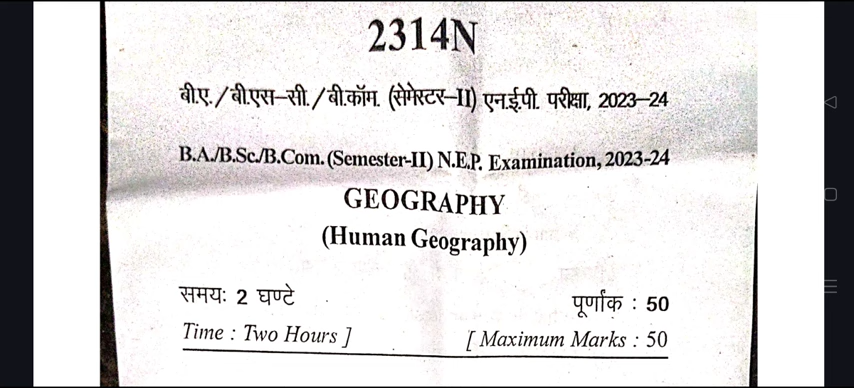 2314N
बी.ए./बी.एस-सी./बी.कॉम. (सेमेस्टर-II) एन.ई.पी. परीक्षा, 2023-24
B.A./B.Sc./B.Com. (Semester-II) N.E.P. Examination, 2023-24
GEOGRAPHY
(Human Geography)
समय: 2 घण्टे पूर्णांक : 50
Time : Two Hours ] [ Maximum Marks : 50